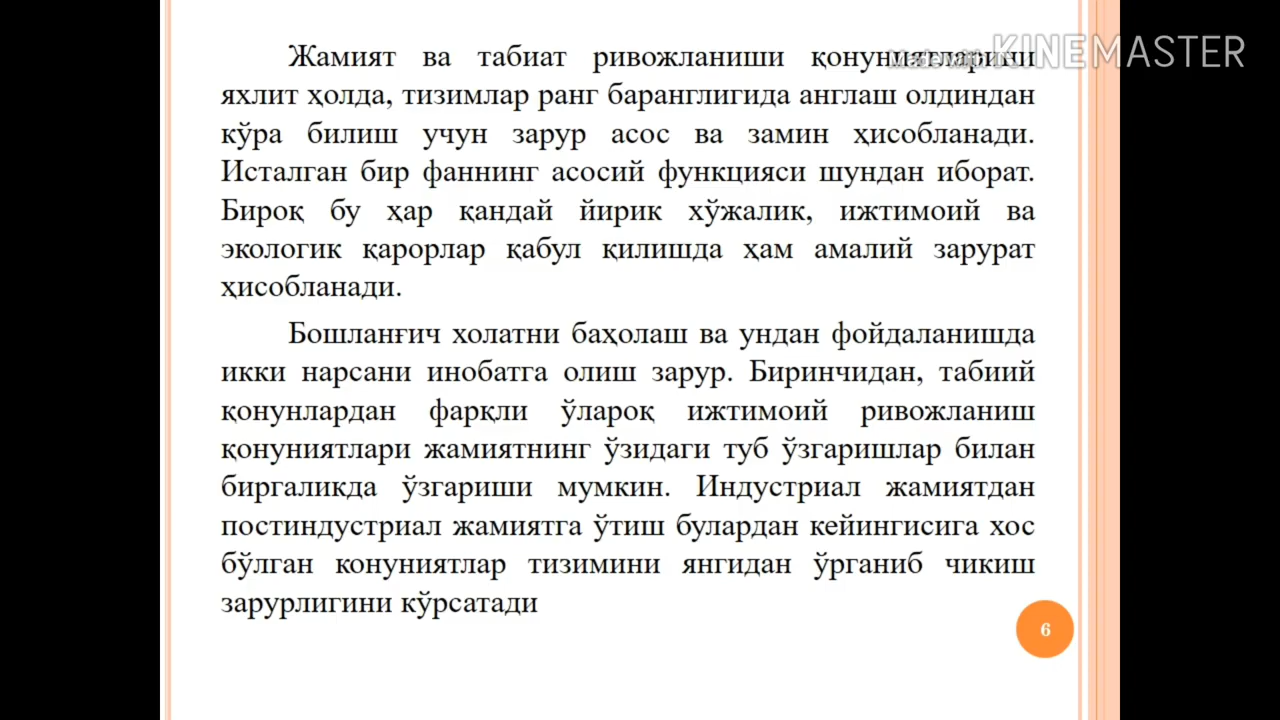 Жамият ва табиат ривожланиши қонуниятларини
Made with KINEMASTER
яхлит ҳолда, тизимлар ранг баранглигида англаш олдиндан
кўра билиш учун зарур асос ва замин ҳисобланади.
Исталган бир фаннинг асосий функцияси шундан иборат.
Бироқ бу ҳар қандай йирик хўжалик, ижтимоий ва
экологик қарорлар қабул қилишда ҳам амалий зарурат
ҳисобланади.
Бошланғич холатни баҳолаш ва ундан фойдаланишда
икки нарсани инобатга олиш зарур. Биринчидан, табиий
қонунлардан фарқли ўлароқ ижтимоий ривожланиш
қонуниятлари жамиятнинг ўзидаги туб ўзгаришлар билан
биргаликда ўзгариши мумкин. Индустриал жамиятдан
постиндустриал жамиятга ўтиш булардан кейингисига хос
бўлган конуниятлар тизимини янгидан ўрганиб чикиш
зарурлигини кўрсатади
6